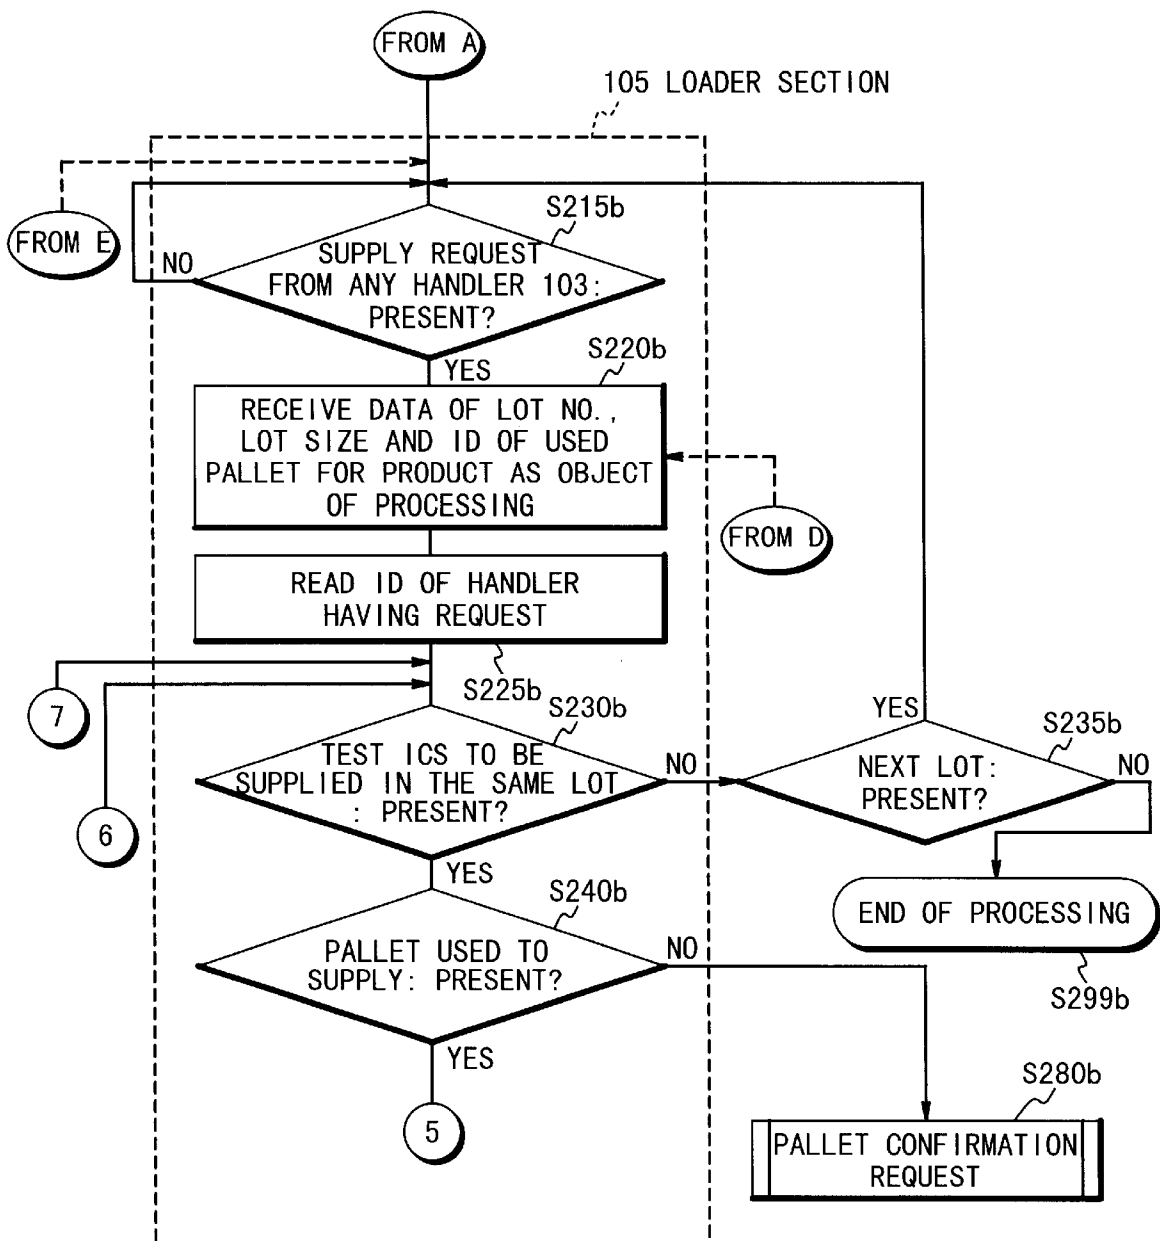 FROM A
105 LOADER SECTION
FROM E
S215b
NO
SUPPLY REQUEST
FROM ANY HANDLER 103:
PRESENT?
YES
S220b
RECEIVE DATA OF LOT NO.,
LOT SIZE AND ID OF USED
PALLET FOR PRODUCT AS OBJECT
OF PROCESSING
FROM D
READ ID OF HANDLER
HAVING REQUEST
S225b
7
6
S230b
TEST ICS TO BE
SUPPLIED IN THE SAME LOT
: PRESENT?
NO
YES
YES
S235b
NEXT LOT:
PRESENT?
NO
END OF PROCESSING
S299b
S240b
PALLET USED TO
SUPPLY: PRESENT?
NO
YES
5
S280b
PALLET CONFIRMATION
REQUEST